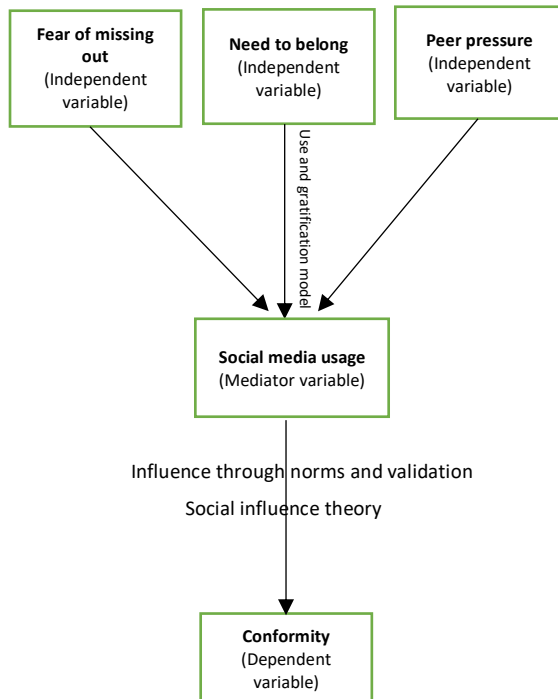 Fear of missing
out
(Independent
variable)
Need to belong
(Independent
variable)
Peer pressure
(Independent
variable)
Use and gratification model
Social media usage
(Mediator variable)
Influence through norms and validation
Social influence theory
Conformity
(Dependent
variable)